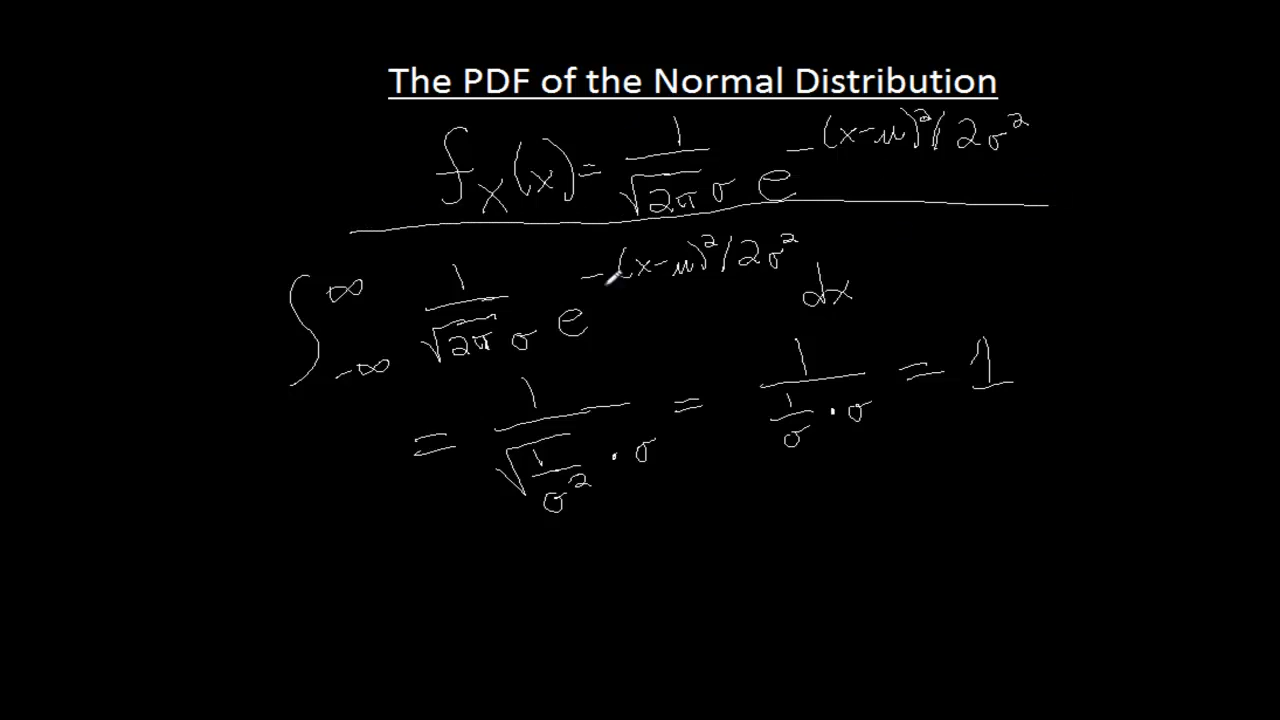 The PDF of the Normal Distribution
f_X(x) = 1/(√(2π) σ) e^(-(x-μ)²/2σ²)
∫_{-∞}^{∞} 1/(√(2π) σ) e^(-(x-μ)²/2σ²) dx
= 1/(√(1/σ²) · σ) = 1/((1/σ) · σ) = 1